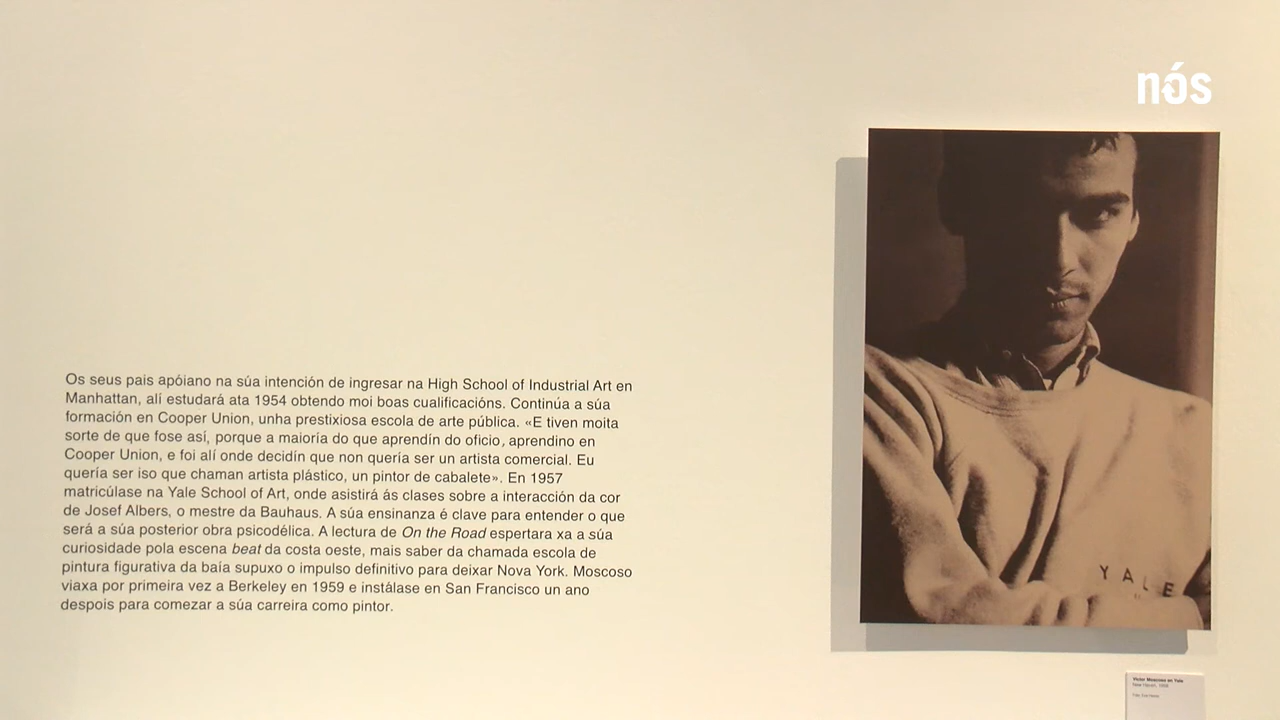 nós
Os seus pais apóiano na súa intención de ingresar na High School of Industrial Art en
Manhattan, alí estudará ata 1954 obtendo moi boas cualificacións. Continúa a súa
formación en Cooper Union, unha prestixiosa escola de arte pública. «E tiven moita
sorte de que fose así, porque a maioría do que aprendín do oficio, aprendino en
Cooper Union, e foi alí onde decidín que non quería ser un artista comercial. Eu
quería ser iso que chaman artista plástico, un pintor de cabalete». En 1957
matricúlase na Yale School of Art, onde asistirá ás clases sobre a interacción da cor
de Josef Albers, o mestre da Bauhaus. A súa ensinanza é clave para entender o que
será a súa posterior obra psicodélica. A lectura de On the Road espertara xa a súa
curiosidade pola escena beat da costa oeste, mais saber da chamada escola de
pintura figurativa da baía supuxo o impulso definitivo para deixar Nova York. Moscoso
viaxa por primeira vez a Berkeley en 1959 e instálase en San Francisco un ano
despois para comezar a súa carreira como pintor.
YALE
Victor Moscoso en Yale